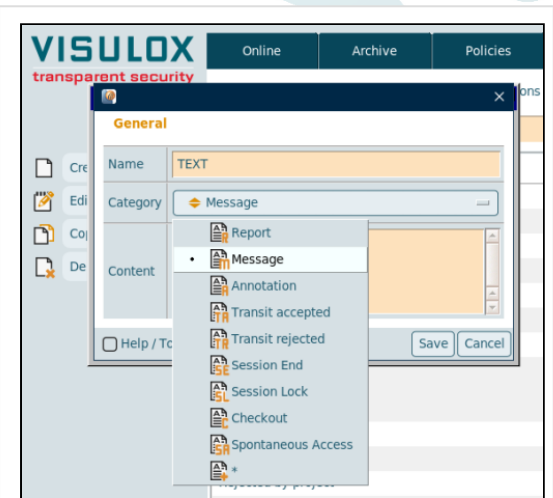 VISULOX
transparent security
Online
Archive
Policies
ons
General
Name
TEXT
Category
Message
Content
Cre
Edi
Cop
De
Report
Message
Annotation
Transit accepted
Transit rejected
Session End
Session Lock
Checkout
Spontaneous Access
*
Help / To
Save
Cancel